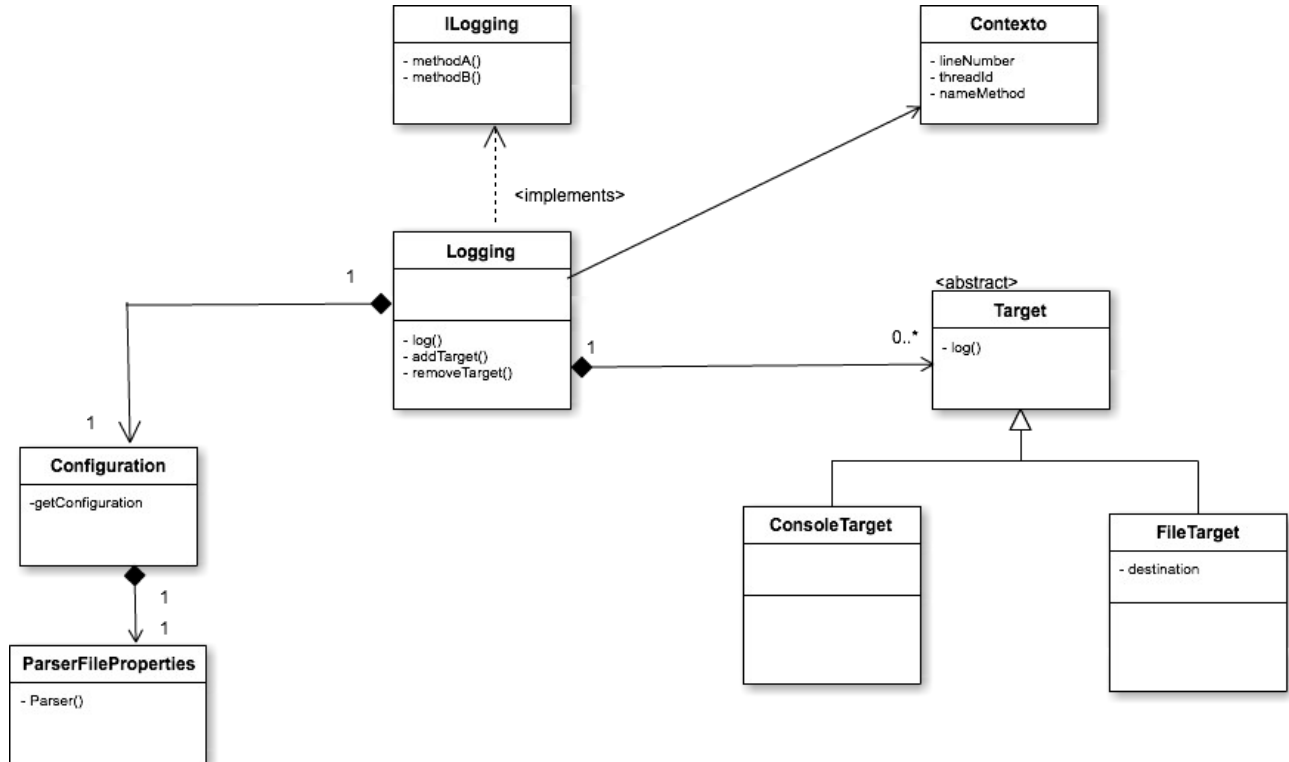 ILogging
- methodA()
- methodB()
Contexto
- lineNumber
- threadId
- nameMethod
<implements>
Logging
- log()
- addTarget()
- removeTarget()
1
1
<abstract>
Target
- log()
1
0..*
Configuration
-getConfiguration
1
1
ParserFileProperties
- Parser()
ConsoleTarget
FileTarget
- destination